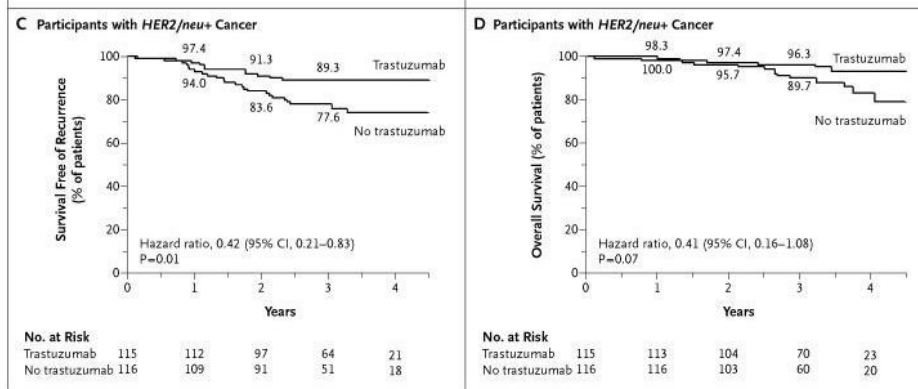 C Participants with HER2/neu+ Cancer
100
80
60
40
20
0
Survival Free of Recurrence
(% of patients)
97.4
91.3
89.3
Trastuzumab
94.0
83.6
77.6
No trastuzumab
Hazard ratio, 0.42 (95% CI, 0.21–0.83)
P=0.01
0 1 2 3 4
Years
No. at Risk
Trastuzumab 115 112 97 64 21
No trastuzumab 116 109 91 51 18
D Participants with HER2/neu+ Cancer
100
80
60
40
20
0
Overall Survival (% of patients)
98.3
97.4
96.3
Trastuzumab
100.0
95.7
89.7
No trastuzumab
Hazard ratio, 0.41 (95% CI, 0.16–1.08)
P=0.07
0 1 2 3 4
Years
No. at Risk
Trastuzumab 115 113 104 70 23
No trastuzumab 116 116 103 60 20